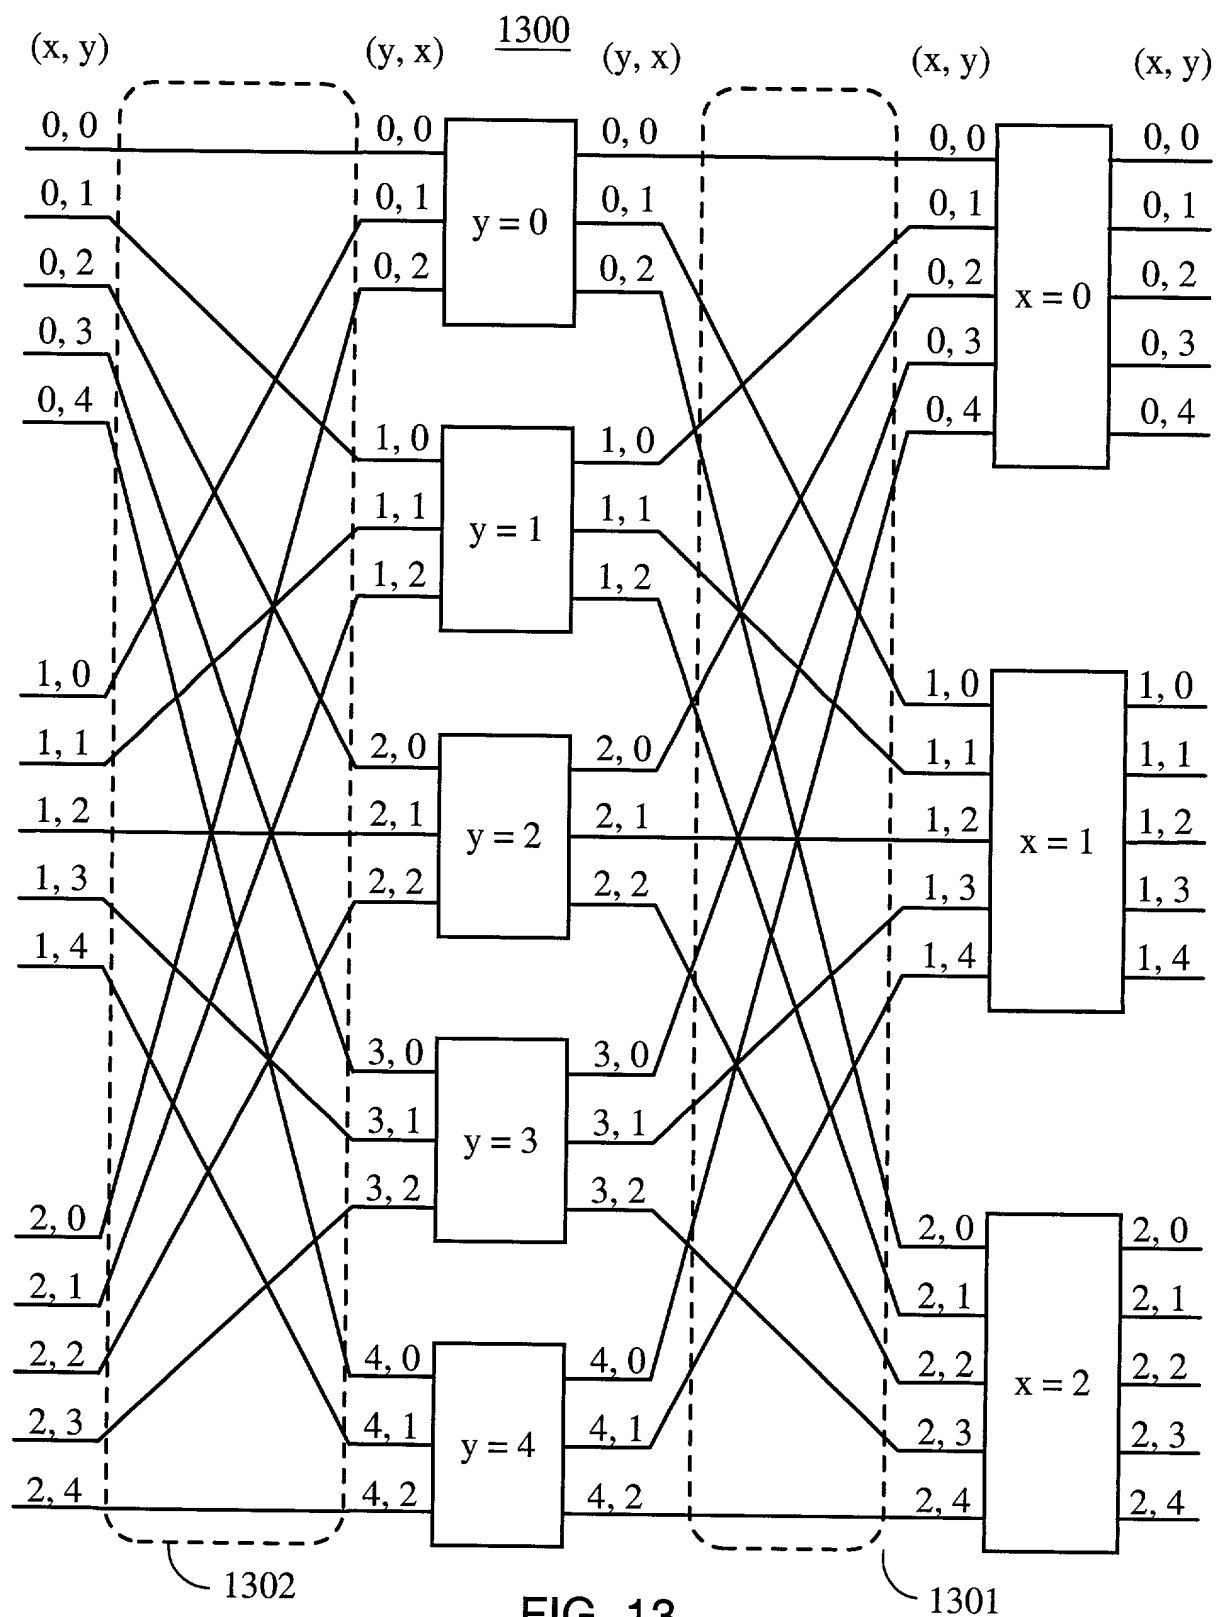 1300
(x, y) (y, x) (y, x) (x, y) (x, y)
0, 0 0, 0 0, 0 0, 0 0, 0
0, 1 0, 1 0, 1 0, 1 0, 1
y = 0
0, 2 0, 2 0, 2 0, 2 0, 2
x = 0
0, 3 0, 3 0, 3
0, 4 0, 4 0, 4
1, 0 1, 0
1, 1 1, 1
y = 1
1, 2 1, 2
1, 0 1, 0 1, 0
1, 1 2, 0 2, 0 1, 1 1, 1
1, 2 2, 1 2, 1 1, 2 1, 2
y = 2 x = 1
1, 3 2, 2 2, 2 1, 3 1, 3
1, 4 1, 4 1, 4
3, 0 3, 0
3, 1 3, 1
y = 3
3, 2 3, 2
2, 0 2, 0 2, 0
2, 1 2, 1 2, 1
2, 2 4, 0 4, 0 2, 2 2, 2
x = 2
2, 3 4, 1 4, 1 2, 3 2, 3
y = 4
2, 4 4, 2 4, 2 2, 4 2, 4
1302 1301
FIG. 13